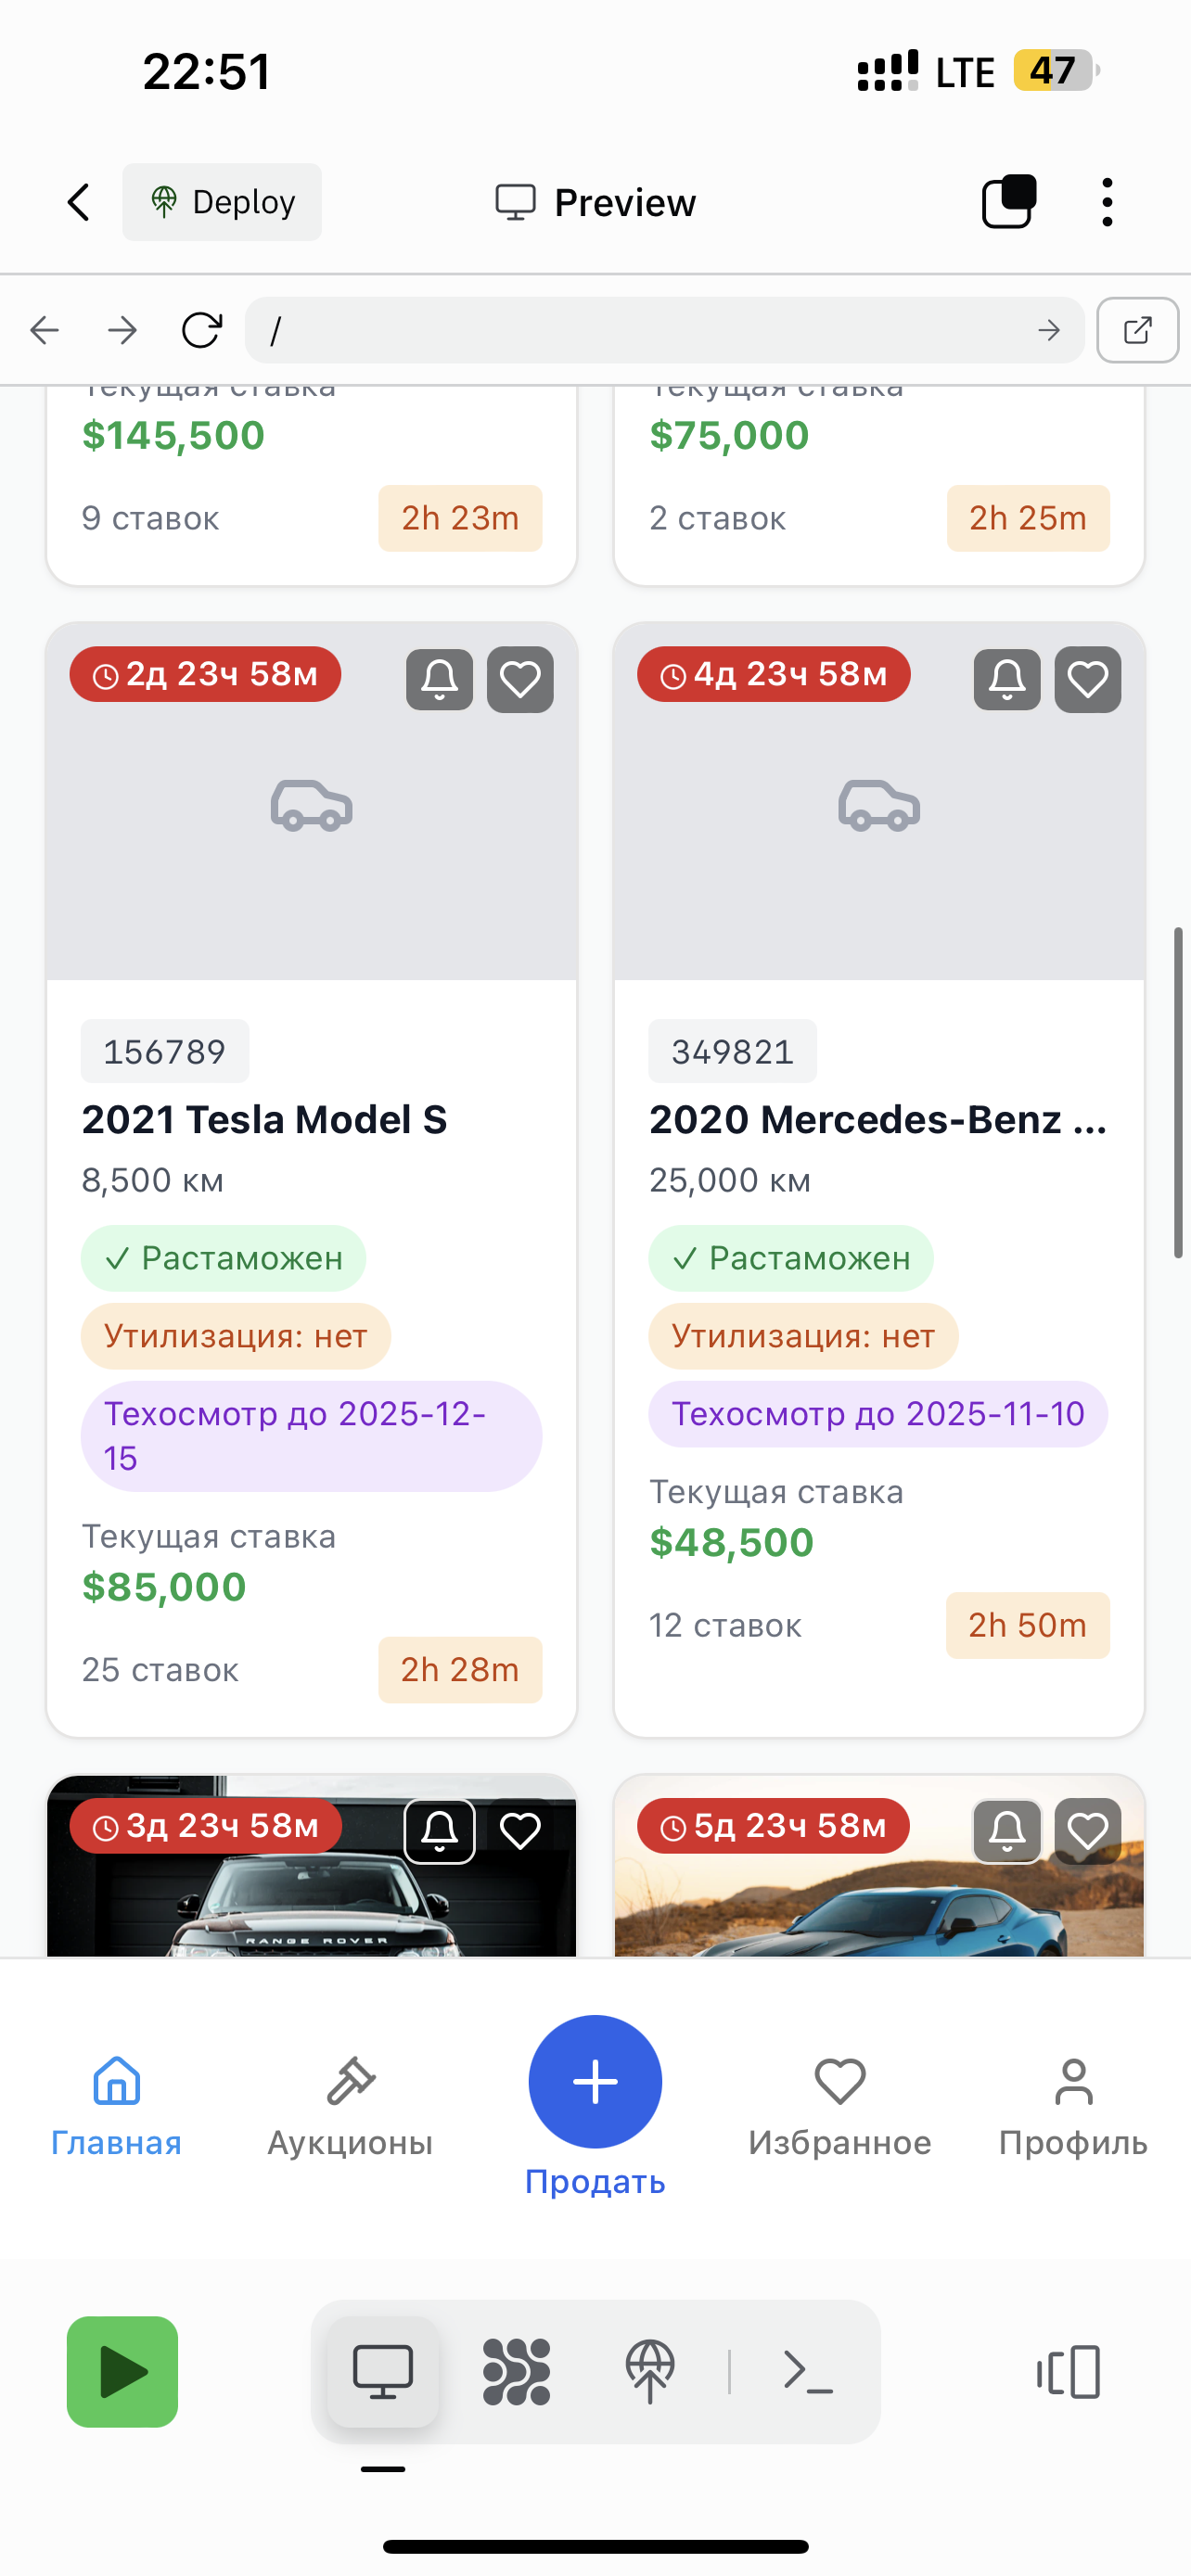 22:51
LTE 47
Deploy
Preview
/
Текущая ставка
Текущая ставка
$145,500
$75,000
9 ставок
2h 23m
2 ставок
2h 25m
2д 23ч 58м
4д 23ч 58м
156789
2021 Tesla Model S
8,500 км
✓ Растаможен
Утилизация: нет
Техосмотр до 2025-12-
15
Текущая ставка
$85,000
25 ставок
2h 28m
349821
2020 Mercedes-Benz ...
25,000 км
✓ Растаможен
Утилизация: нет
Техосмотр до 2025-11-10
Текущая ставка
$48,500
12 ставок
2h 50m
3д 23ч 58м
RANGE ROVER
5д 23ч 58м
Главная
Аукционы
Продать
Избранное
Профиль